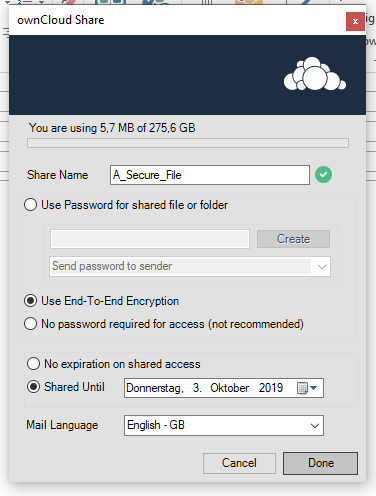 ownCloud Share
x
You are using 5,7 MB of 275,6 GB
Share Name A_Secure_File
Use Password for shared file or folder
Create
Send password to sender
Use End-To-End Encryption
No password required for access (not recommended)
No expiration on shared access
Shared Until Donnerstag, 3. Oktober 2019
Mail Language English - GB
Cancel Done